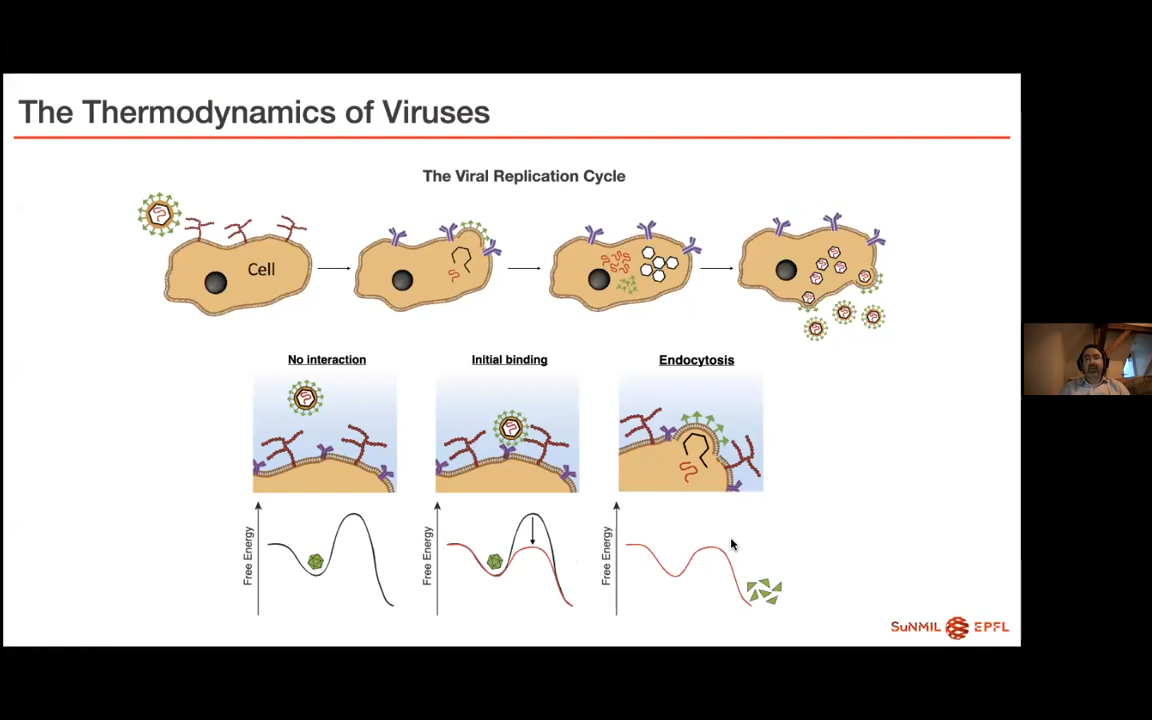 The Thermodynamics of Viruses
The Viral Replication Cycle
Cell
No interaction
Initial binding
Endocytosis
Free Energy
Free Energy
Free Energy
SuNMIL EPFL